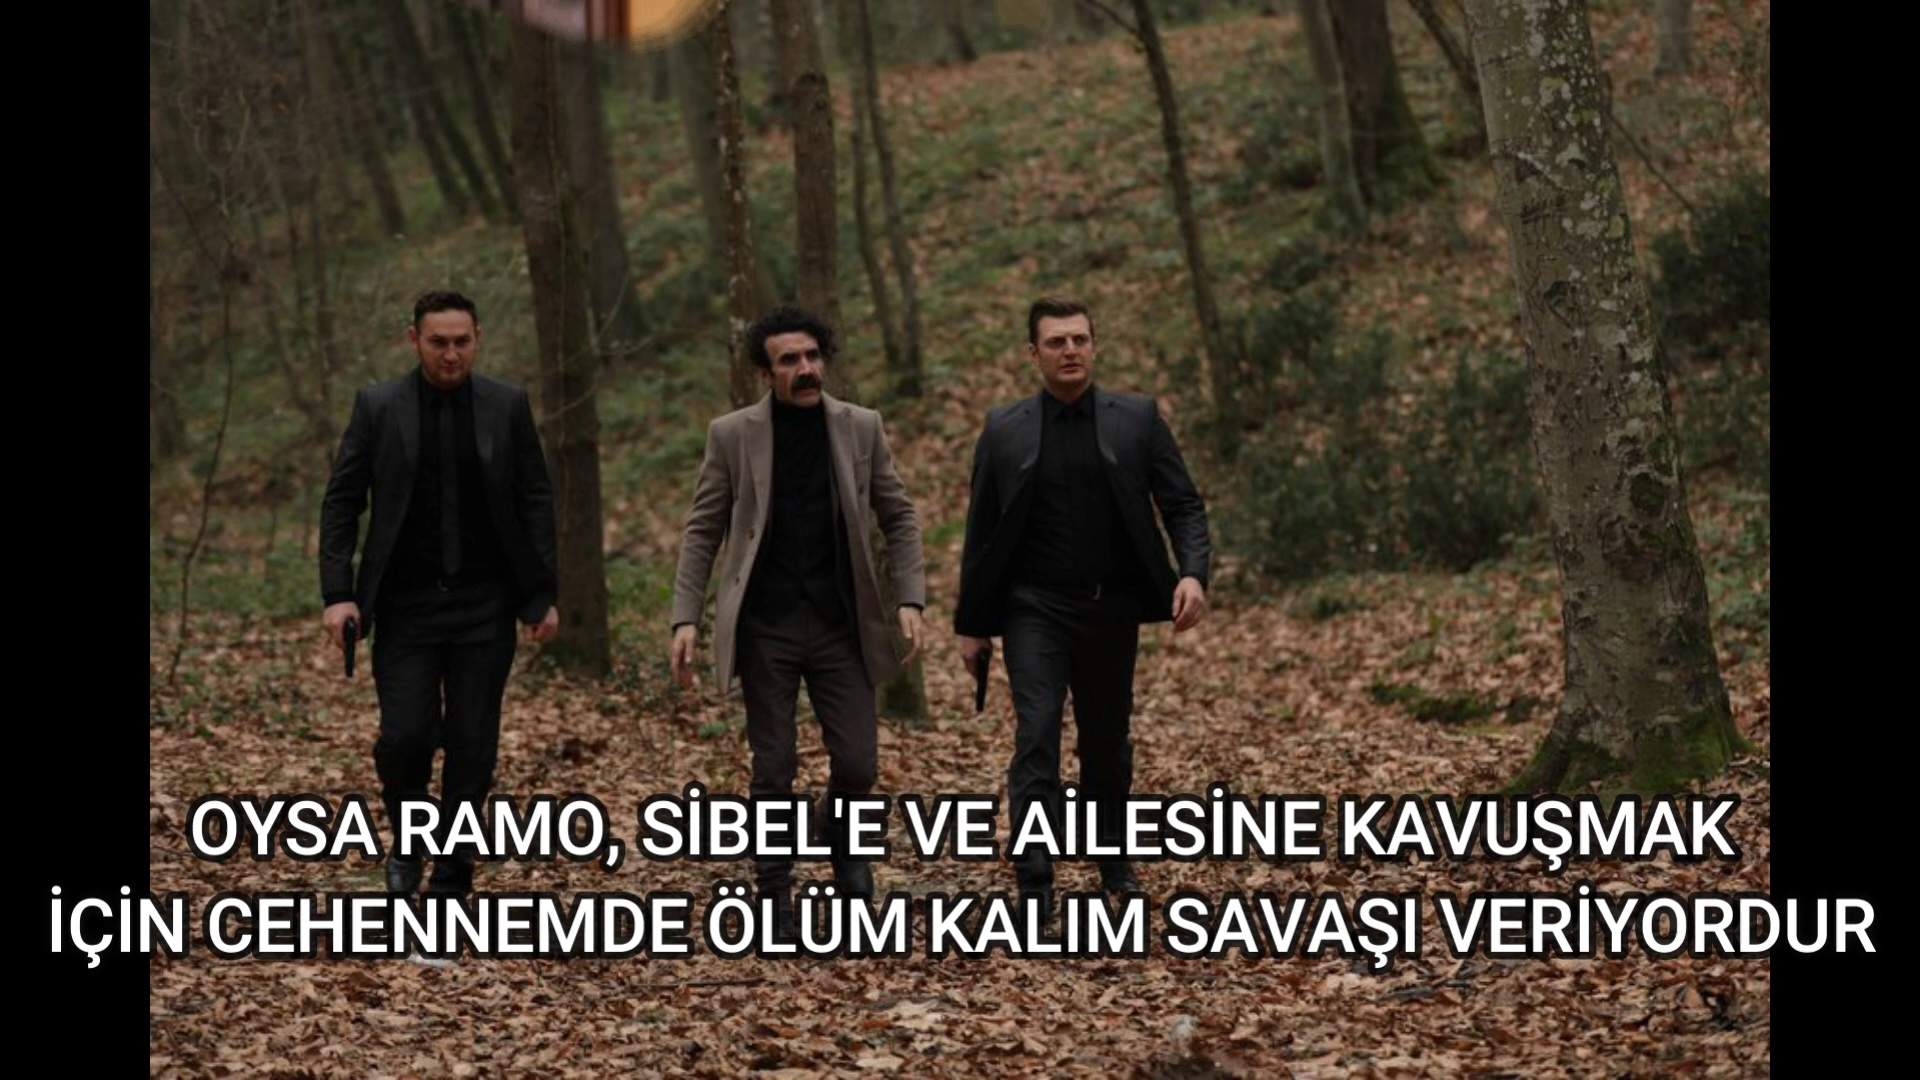 OYSA RAMO, SİBEL'E VE AİLESİNE KAVUŞMAK
İÇİN CEHENNEMDE ÖLÜM KALIM SAVAŞI VERİYORDUR